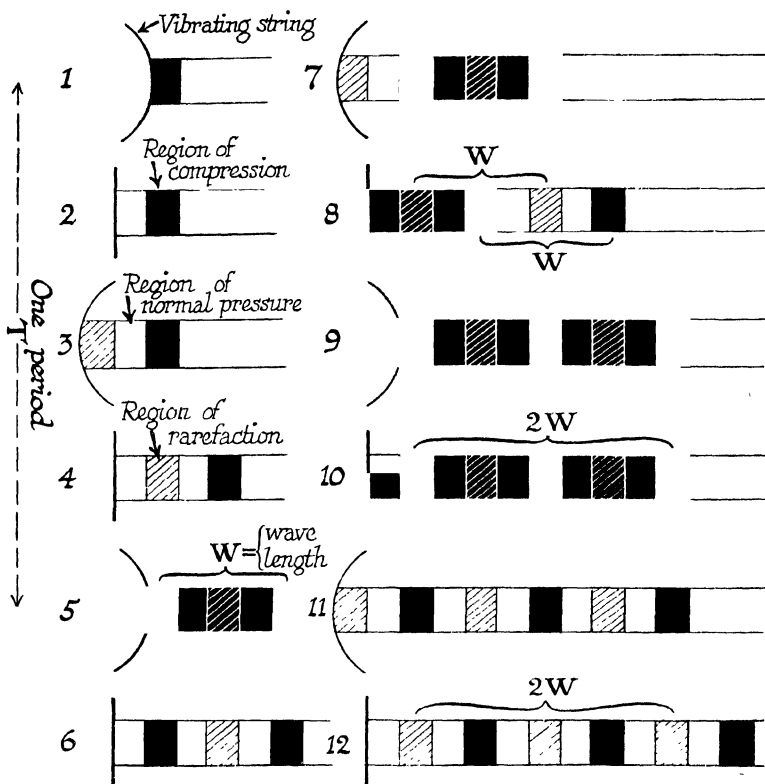 Vibrating string
1
7
Region of
compression
W
2
8
W
Region of
normal pressure
3
9
One period
T
Region of
rarefaction
2W
4
10
W = { wave
length
5
11
2W
6
12